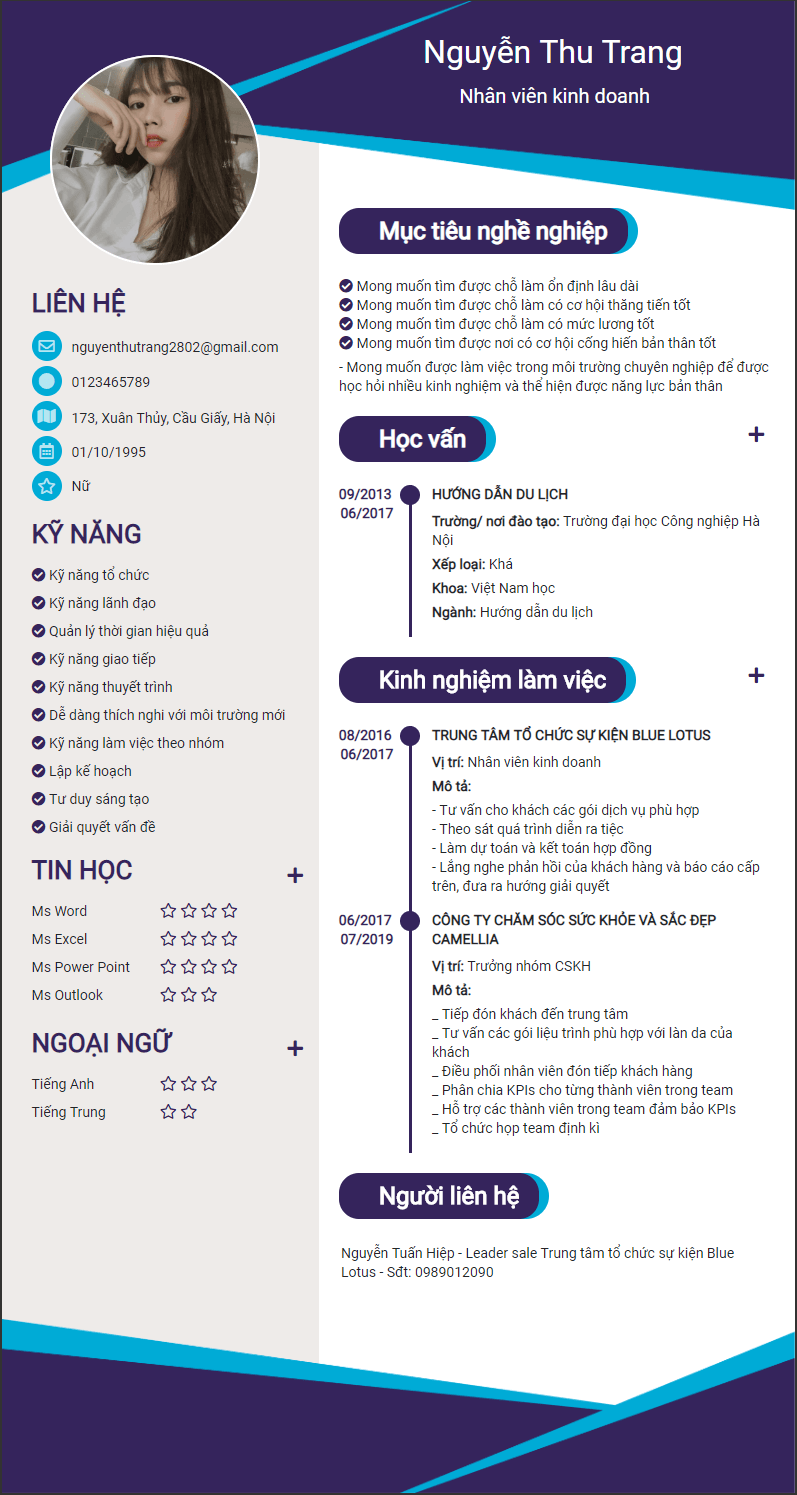 Nguyễn Thu Trang
Nhân viên kinh doanh
LIÊN HỆ
nguyenthutrang2802@gmail.com
0123465789
173, Xuân Thủy, Cầu Giấy, Hà Nội
01/10/1995
Nữ
KỸ NĂNG
Kỹ năng tổ chức
Kỹ năng lãnh đạo
Quản lý thời gian hiệu quả
Kỹ năng giao tiếp
Kỹ năng thuyết trình
Dễ dàng thích nghi với môi trường mới
Kỹ năng làm việc theo nhóm
Lập kế hoạch
Tư duy sáng tạo
Giải quyết vấn đề
TIN HỌC
Ms Word
Ms Excel
Ms Power Point
Ms Outlook
NGOẠI NGỮ
Tiếng Anh
Tiếng Trung
Mục tiêu nghề nghiệp
Mong muốn tìm được chỗ làm ổn định lâu dài
Mong muốn tìm được chỗ làm có cơ hội thăng tiến tốt
Mong muốn tìm được chỗ làm có mức lương tốt
Mong muốn tìm được nơi có cơ hội cống hiến bản thân tốt
- Mong muốn được làm việc trong môi trường chuyên nghiệp để được
học hỏi nhiều kinh nghiệm và thể hiện được năng lực bản thân
Học vấn
09/2013
06/2017
HƯỚNG DẪN DU LỊCH
Trường/ nơi đào tạo: Trường đại học Công nghiệp Hà
Nội
Xếp loại: Khá
Khoa: Việt Nam học
Ngành: Hướng dẫn du lịch
Kinh nghiệm làm việc
08/2016
06/2017
TRUNG TÂM TỔ CHỨC SỰ KIỆN BLUE LOTUS
Vị trí: Nhân viên kinh doanh
Mô tả:
- Tư vấn cho khách các gói dịch vụ phù hợp
- Theo sát quá trình diễn ra tiệc
- Làm dự toán và kết toán hợp đồng
- Lắng nghe phản hồi của khách hàng và báo cáo cấp
trên, đưa ra hướng giải quyết
06/2017
07/2019
CÔNG TY CHĂM SÓC SỨC KHỎE VÀ SẮC ĐẸP
CAMELLIA
Vị trí: Trưởng nhóm CSKH
Mô tả:
_ Tiếp đón khách đến trung tâm
_ Tư vấn các gói liệu trình phù hợp với làn da của
khách
_ Điều phối nhân viên đón tiếp khách hàng
_ Phân chia KPIs cho từng thành viên trong team
_ Hỗ trợ các thành viên trong team đảm bảo KPIs
_ Tổ chức họp team định kì
Người liên hệ
Nguyễn Tuấn Hiệp - Leader sale Trung tâm tổ chức sự kiện Blue
Lotus - Sđt: 0989012090